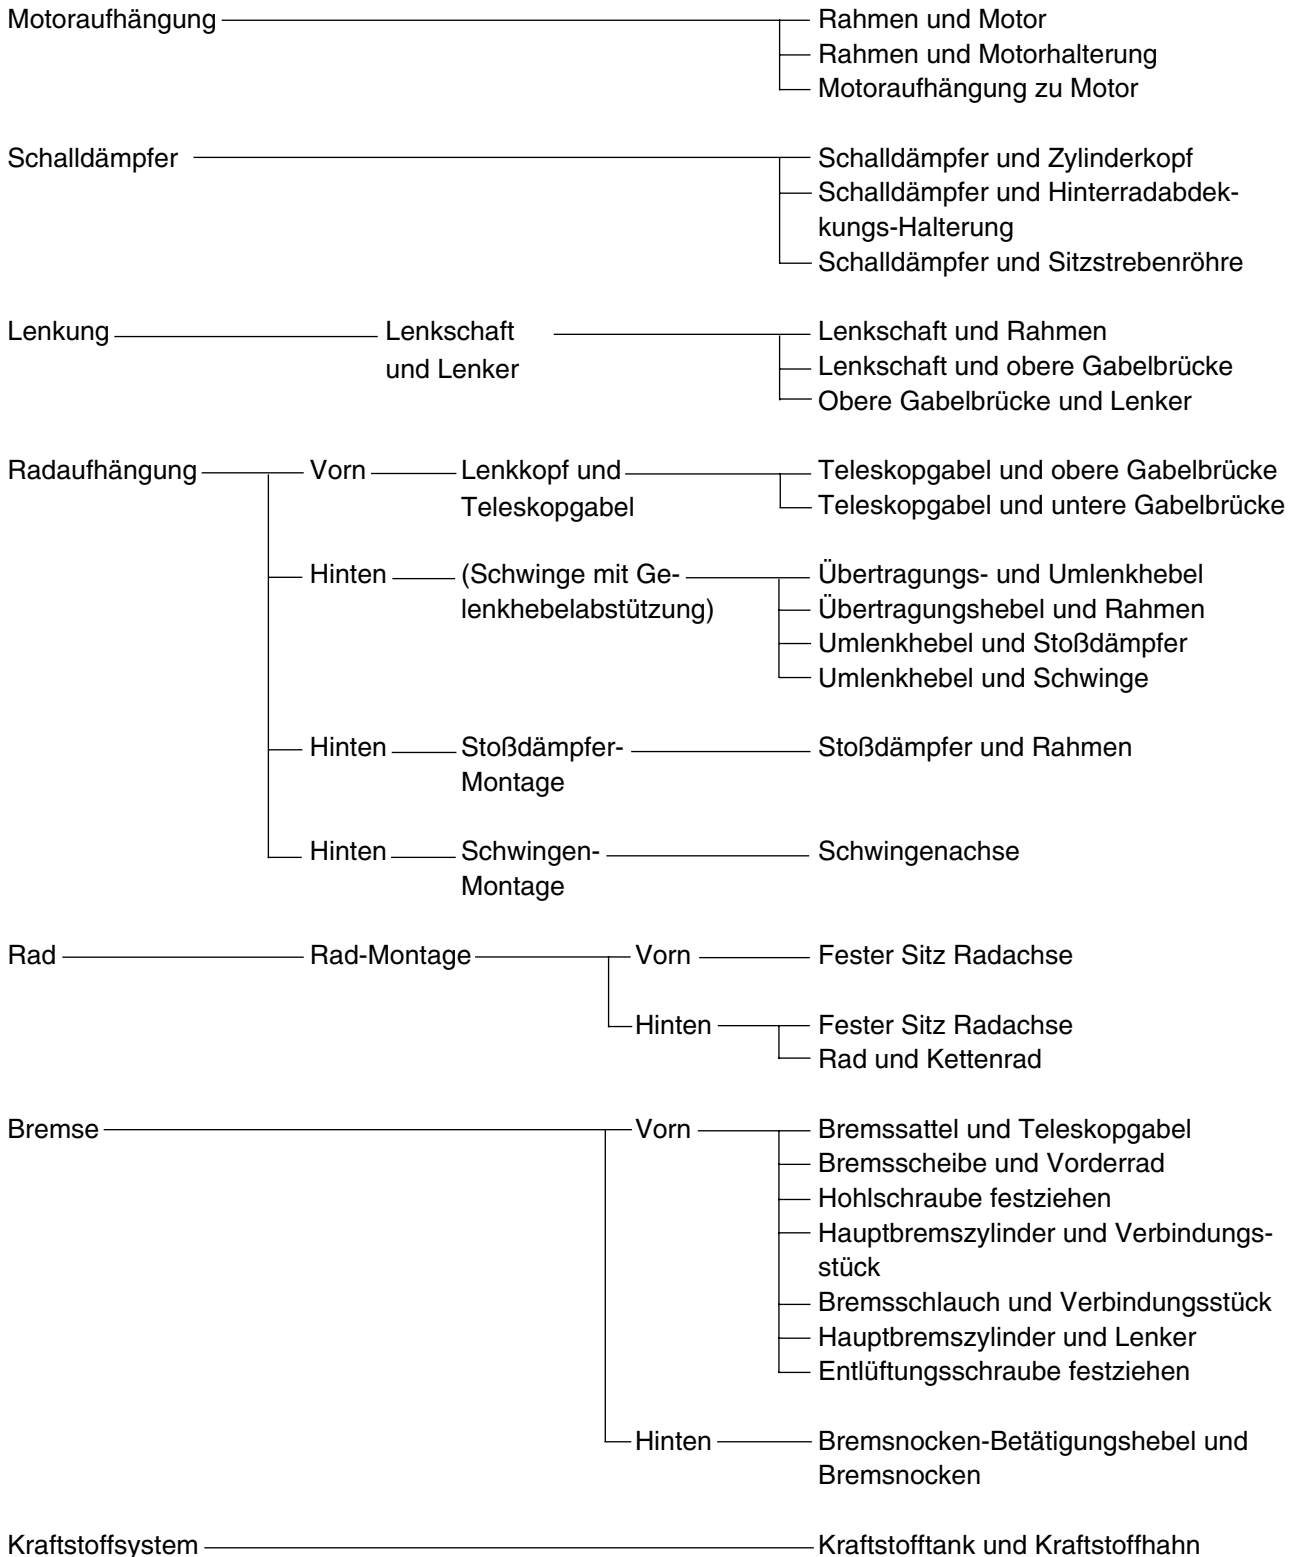 Motoraufhängung Rahmen und Motor
Rahmen und Motorhalterung
Motoraufhängung zu Motor
Schalldämpfer Schalldämpfer und Zylinderkopf
Schalldämpfer und Hinterradabdek-
kungs-Halterung
Schalldämpfer und Sitzstrebenröhre
Lenkung Lenkschaft Lenkschaft und Rahmen
und Lenker Lenkschaft und obere Gabelbrücke
Obere Gabelbrücke und Lenker
Radaufhängung Vorn Lenkkopf und Teleskopgabel und obere Gabelbrücke
Teleskopgabel Teleskopgabel und untere Gabelbrücke
Hinten (Schwinge mit Ge- Übertragungs- und Umlenkhebel
lenkhebelabstützung) Übertragungshebel und Rahmen
Umlenkhebel und Stoßdämpfer
Umlenkhebel und Schwinge
Hinten Stoßdämpfer- Stoßdämpfer und Rahmen
Montage
Hinten Schwingen- Schwingenachse
Montage
Rad Rad-Montage Vorn Fester Sitz Radachse
Hinten Fester Sitz Radachse
Rad und Kettenrad
Bremse Vorn Bremssattel und Teleskopgabel
Bremsscheibe und Vorderrad
Hohlschraube festziehen
Hauptbremszylinder und Verbindungs-
stück
Bremsschlauch und Verbindungsstück
Hauptbremszylinder und Lenker
Entlüftungsschraube festziehen
Hinten Bremsnocken-Betätigungshebel und
Bremsnocken
Kraftstoffsystem Kraftstofftank und Kraftstoffhahn